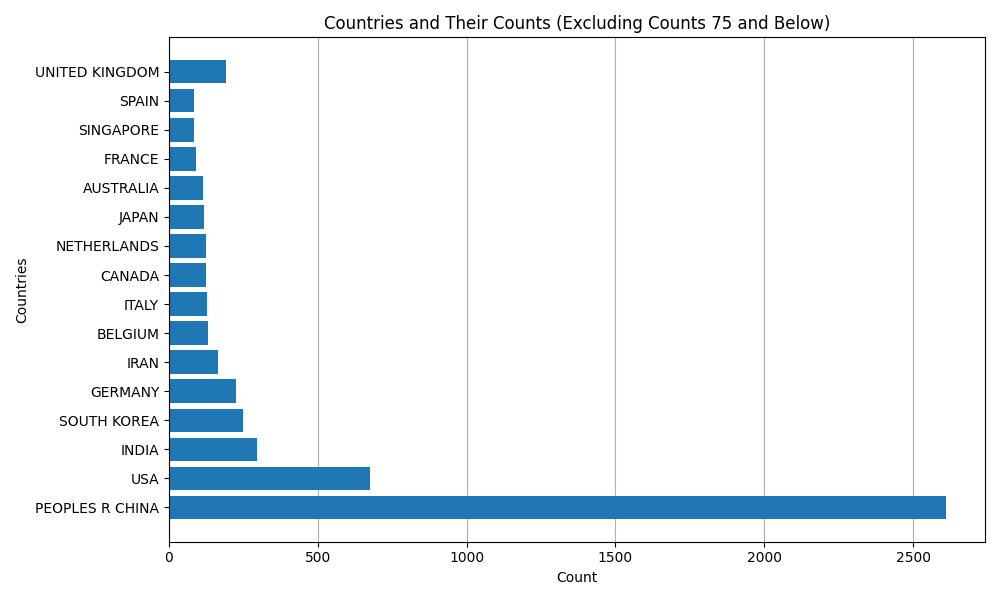 Countries and Their Counts (Excluding Counts 75 and Below)
UNITED KINGDOM
SPAIN
SINGAPORE
FRANCE
AUSTRALIA
JAPAN
NETHERLANDS
CANADA
ITALY
BELGIUM
IRAN
GERMANY
SOUTH KOREA
INDIA
USA
PEOPLES R CHINA
Countries
0 500 1000 1500 2000 2500
Count